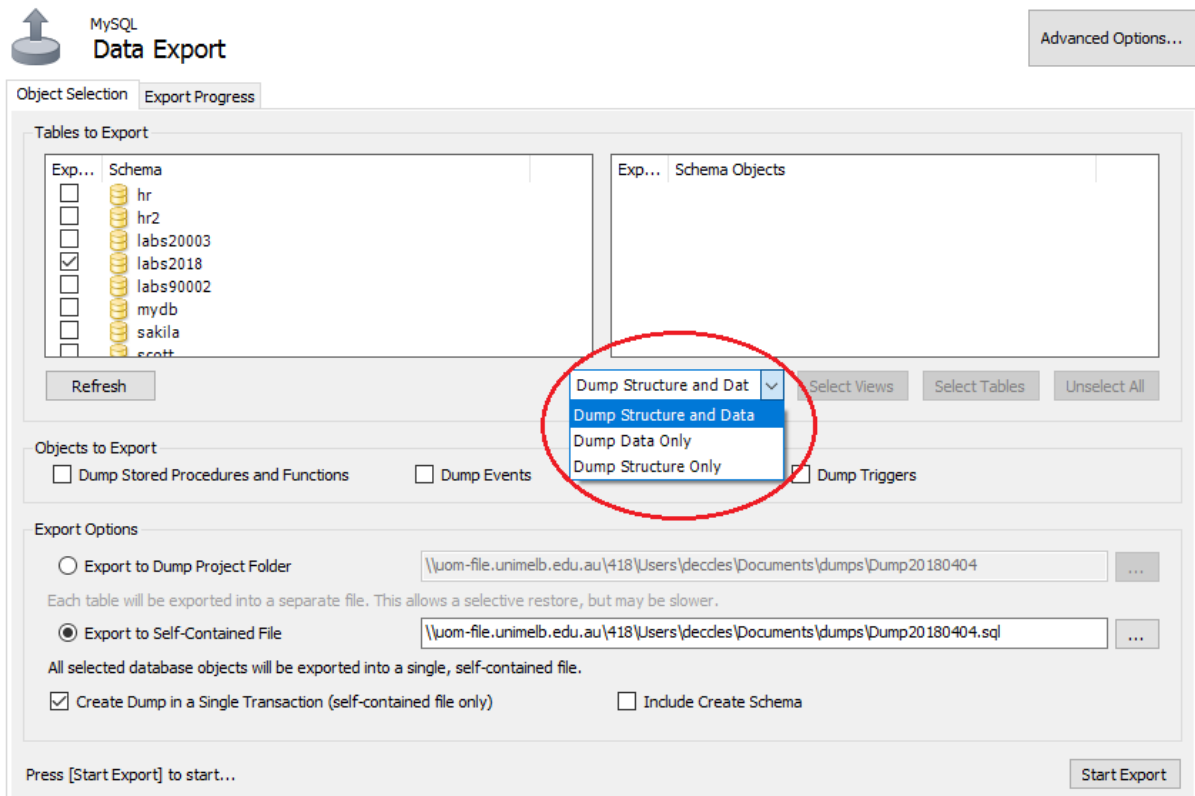 MySQL
Data Export
Advanced Options...
Object Selection
Export Progress
Tables to Export
Exp... Schema
hr
hr2
labs20003
labs2018
labs90002
mydb
sakila
scott
Exp... Schema Objects
Refresh
Dump Structure and Dat
Select Views
Select Tables
Unselect All
Dump Structure and Data
Dump Data Only
Dump Structure Only
Objects to Export
Dump Stored Procedures and Functions
Dump Events
Dump Triggers
Export Options
Export to Dump Project Folder
\\uom-file.unimelb.edu.au\418\Users\deccles\Documents\dumps\Dump20180404
...
Each table will be exported into a separate file. This allows a selective restore, but may be slower.
Export to Self-Contained File
\\uom-file.unimelb.edu.au\418\Users\deccles\Documents\dumps\Dump20180404.sql
...
All selected database objects will be exported into a single, self-contained file.
Create Dump in a Single Transaction (self-contained file only)
Include Create Schema
Press [Start Export] to start...
Start Export